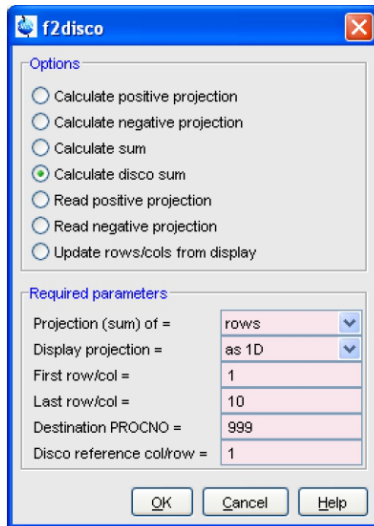 f2disco
Options
Calculate positive projection
Calculate negative projection
Calculate sum
Calculate disco sum
Read positive projection
Read negative projection
Update rows/cols from display
Required parameters
Projection (sum) of = rows
Display projection = as 1D
First row/col = 1
Last row/col = 10
Destination PROCNO = 999
Disco reference col/row = 1
OK Cancel Help